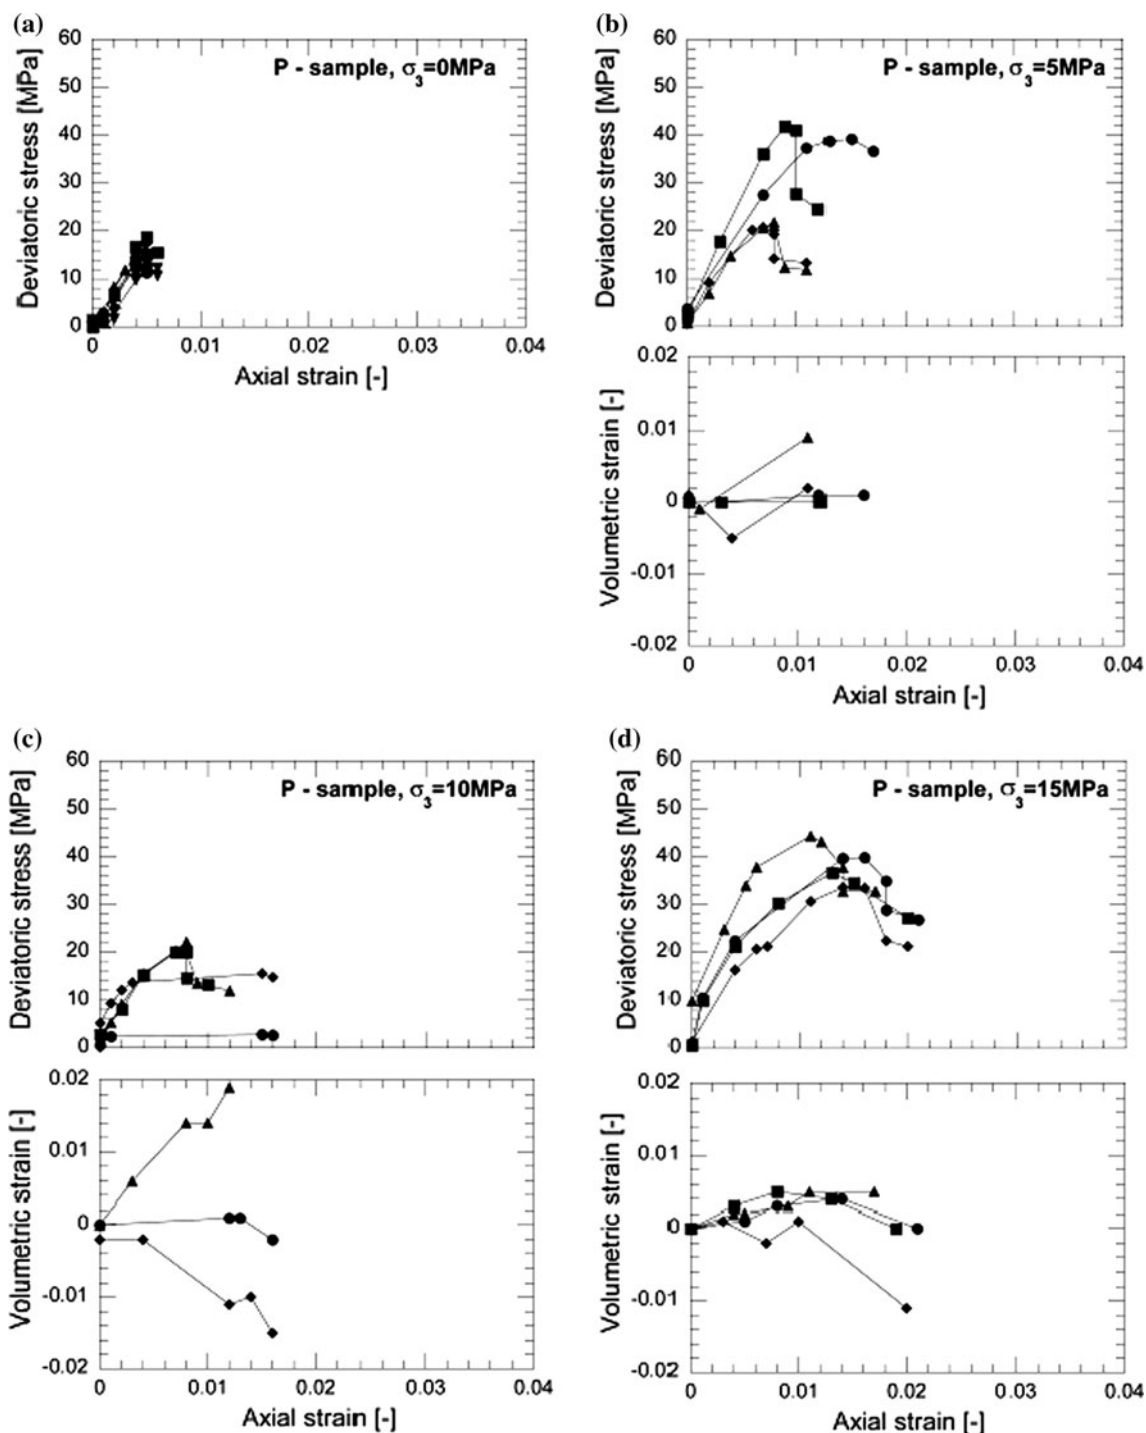 (a)
60
50
40
30
20
10
0
Deviatoric stress [MPa]
P - sample, σ3=0MPa
0 0.01 0.02 0.03 0.04
Axial strain [-]
(b)
60
50
40
30
20
10
0
Deviatoric stress [MPa]
P - sample, σ3=5MPa
0.02
0.01
0
-0.01
-0.02
Volumetric strain [-]
0 0.01 0.02 0.03 0.04
Axial strain [-]
(c)
60
50
40
30
20
10
0
Deviatoric stress [MPa]
P - sample, σ3=10MPa
0.02
0.01
0
-0.01
-0.02
Volumetric strain [-]
0 0.01 0.02 0.03 0.04
Axial strain [-]
(d)
60
50
40
30
20
10
0
Deviatoric stress [MPa]
P - sample, σ3=15MPa
0.02
0.01
0
-0.01
-0.02
Volumetric strain [-]
0 0.01 0.02 0.03 0.04
Axial strain [-]